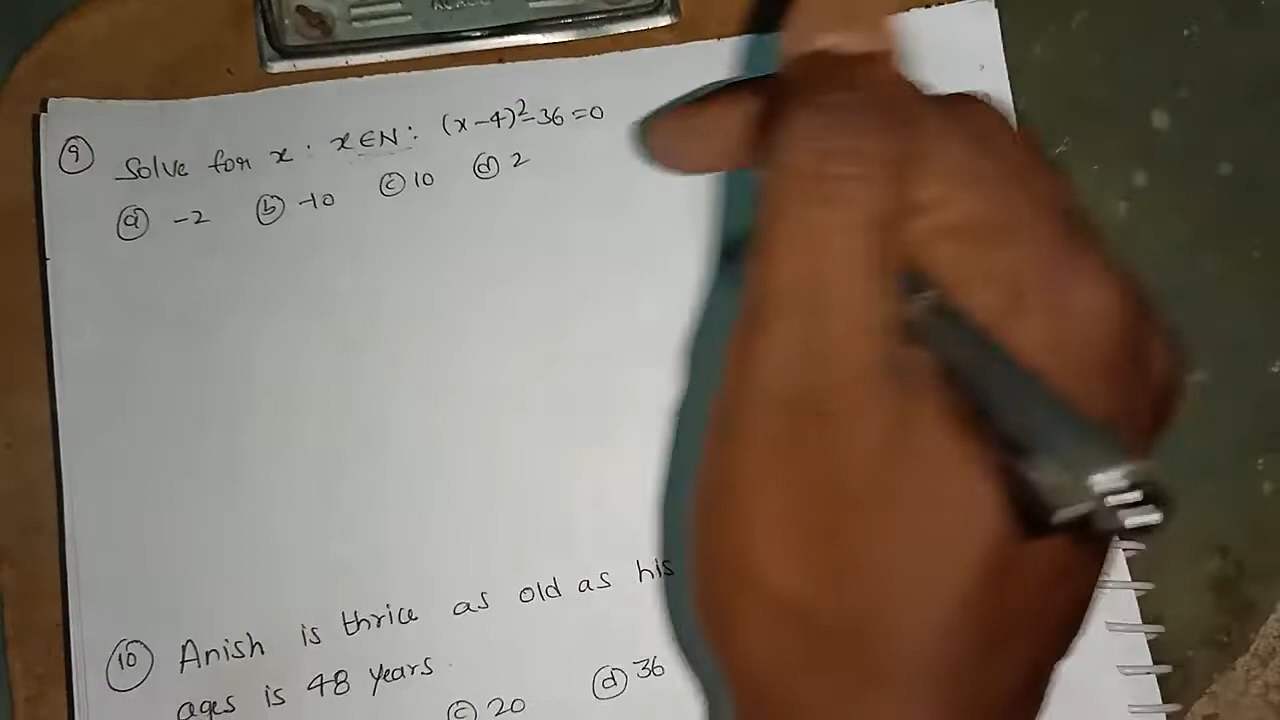 ⑨ Solve for x : x∈N : (x-4)²-36=0
ⓐ -2 ⓑ -10 ⓒ 10 ⓓ 2
⑩ Anish is thrice as old as his
ages is 48 years.
ⓒ 20 ⓓ 36